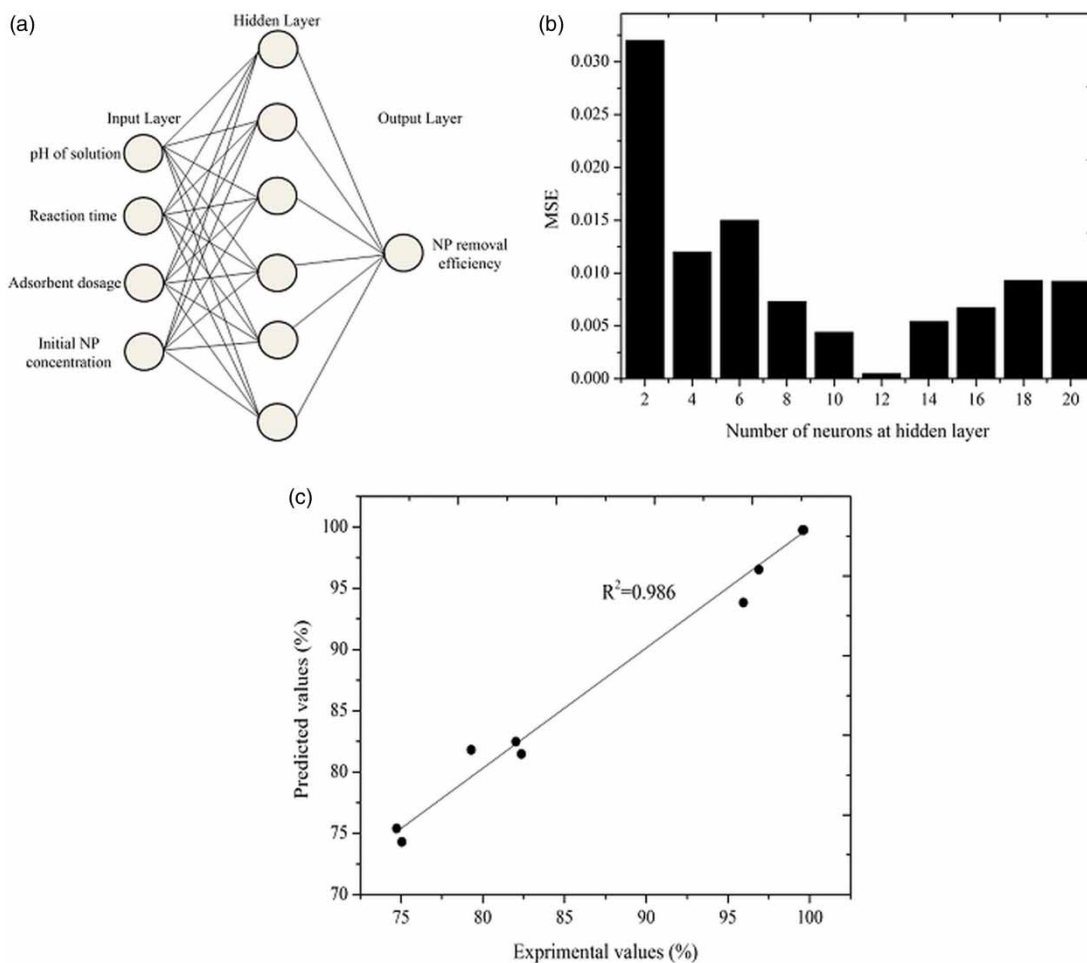 (a)
Hidden Layer
Input Layer
Output Layer
pH of solution
Reaction time
Adsorbent dosage
Initial NP
concentration
NP removal
efficiency
(b)
0.030
0.025
0.020
0.015
0.010
0.005
0.000
MSE
2 4 6 8 10 12 14 16 18 20
Number of neurons at hidden layer
(c)
100
95
90
85
80
75
70
Predicted values (%)
R²=0.986
75 80 85 90 95 100
Exprimental values (%)